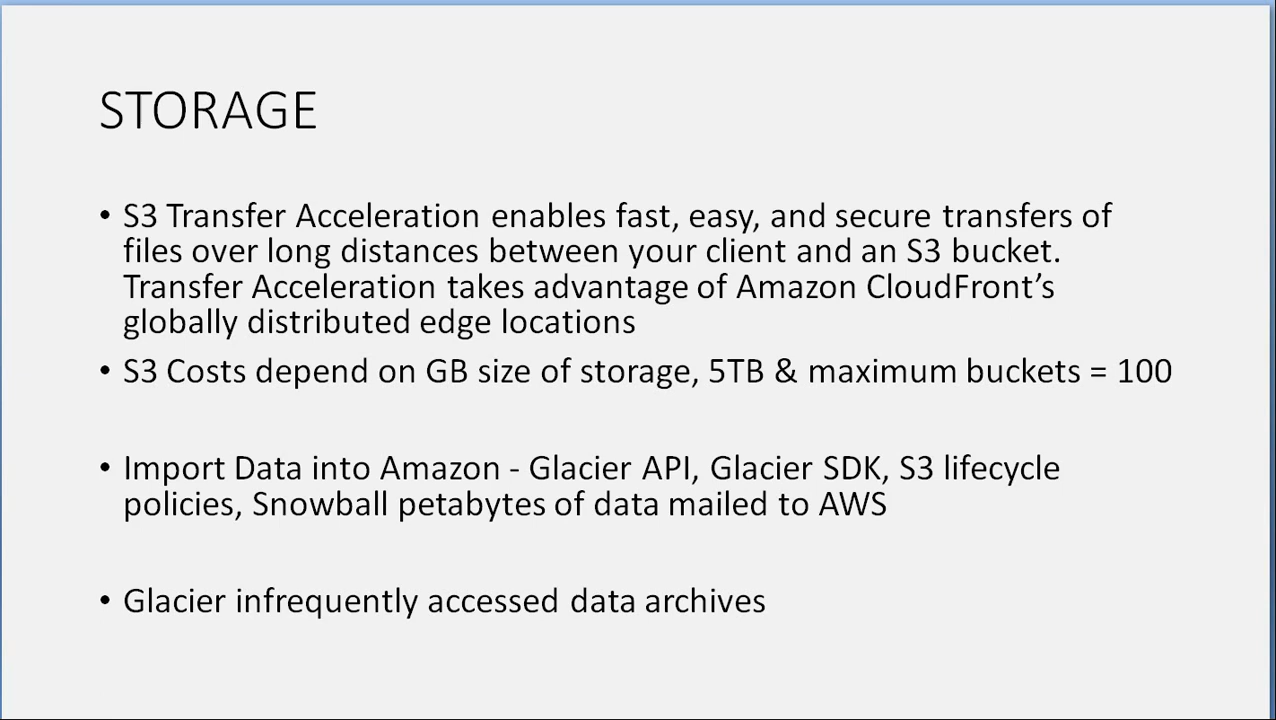 STORAGE
• S3 Transfer Acceleration enables fast, easy, and secure transfers of
files over long distances between your client and an S3 bucket.
Transfer Acceleration takes advantage of Amazon CloudFront’s
globally distributed edge locations
• S3 Costs depend on GB size of storage, 5TB & maximum buckets = 100
• Import Data into Amazon - Glacier API, Glacier SDK, S3 lifecycle
policies, Snowball petabytes of data mailed to AWS
• Glacier infrequently accessed data archives